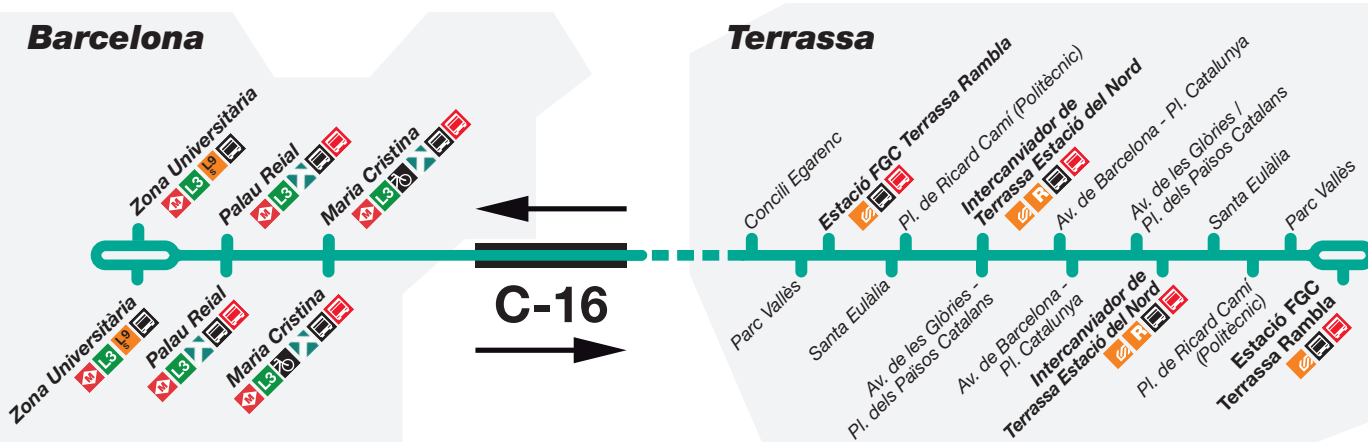 Barcelona
Terrassa
Zona Universitària
M L3 L9S
Palau Reial
M L3
Maria Cristina
M L3
Concili Egarenc
Estació FGC Terrassa Rambla
Pl. de Ricard Camí (Politècnic)
Intercanviador de
Terrassa Estació del Nord
R
Av. de Barcelona - Pl. Catalunya
Av. de les Glòries /
Pl. dels Països Catalans
Santa Eulàlia
Parc Vallès
C-16
Zona Universitària
M L3 L9S
Palau Reial
M L3
Maria Cristina
M L3
Parc Vallès
Santa Eulàlia
Av. de les Glòries -
Pl. dels Països Catalans
Av. de Barcelona -
Pl. Catalunya
Intercanviador de
Terrassa Estació del Nord
R
Pl. de Ricard Camí
(Politècnic)
Estació FGC
Terrassa Rambla